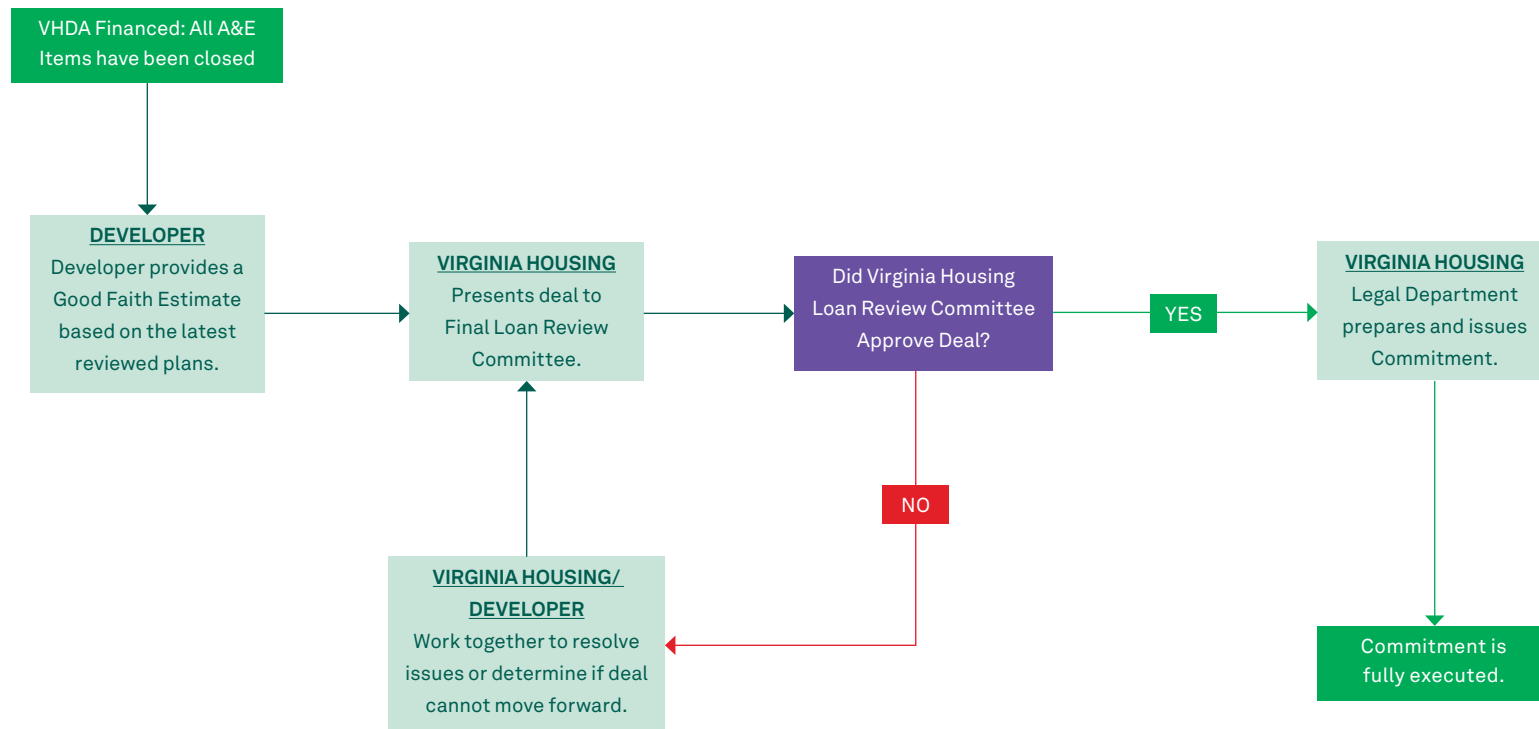 VHDA Financed: All A&E
Items have been closed
DEVELOPER
Developer provides a
Good Faith Estimate
based on the latest
reviewed plans.
VIRGINIA HOUSING
Presents deal to
Final Loan Review
Committee.
Did Virginia Housing
Loan Review Committee
Approve Deal?
YES
VIRGINIA HOUSING
Legal Department
prepares and issues
Commitment.
NO
VIRGINIA HOUSING/
DEVELOPER
Work together to resolve
issues or determine if deal
cannot move forward.
Commitment is
fully executed.